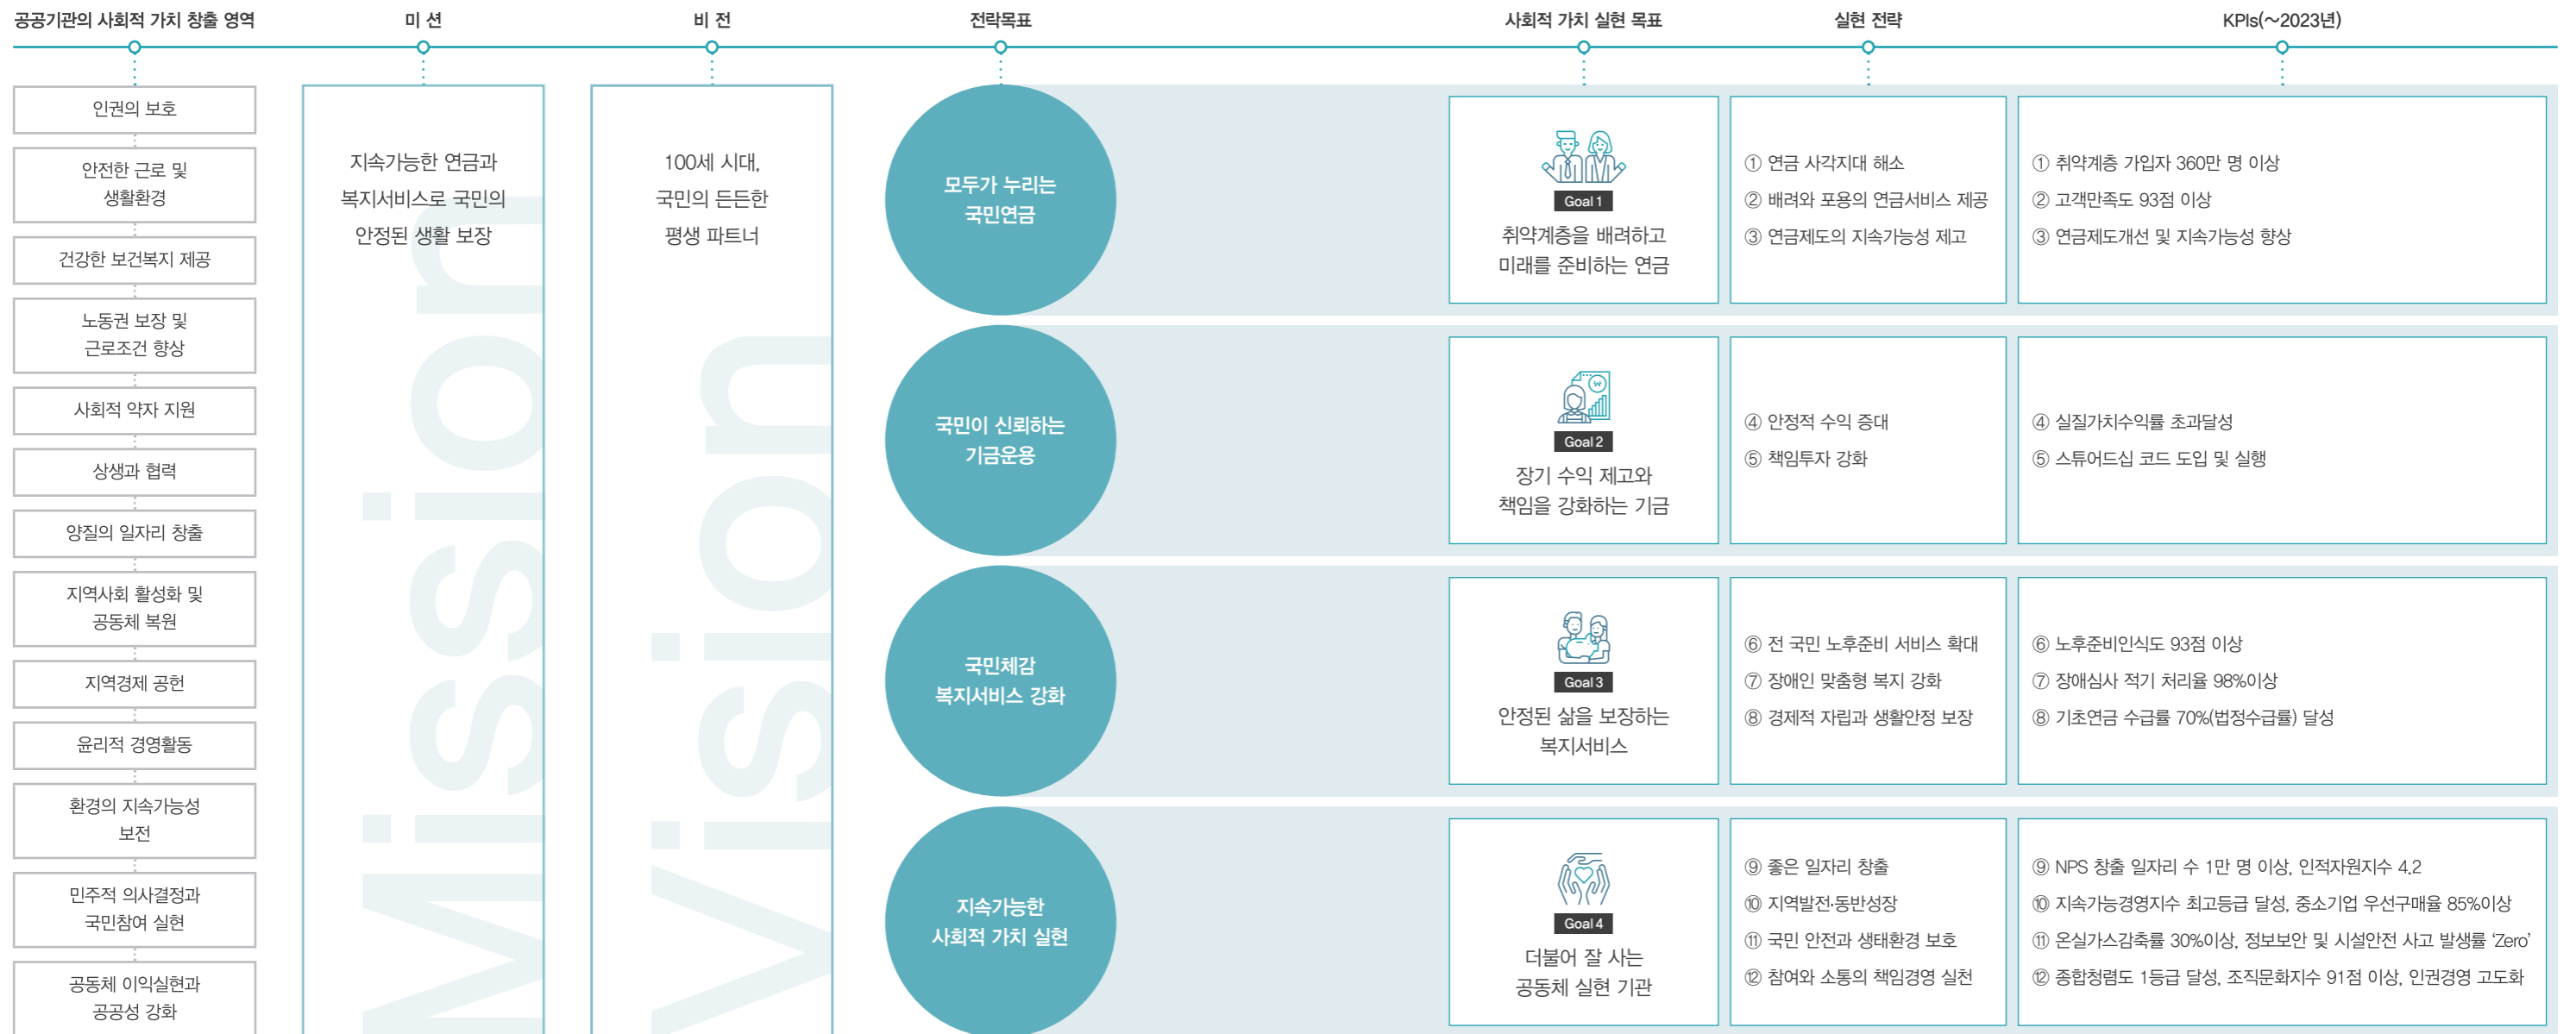 공공기관의 사회적 가치 창출 영역
미 션
비 전
전략목표
사회적 가치 실현 목표
실현 전략
KPIs(~2023년)
인권의 보호
안전한 근로 및
생활환경
건강한 보건복지 제공
노동권 보장 및
근로조건 향상
사회적 약자 지원
상생과 협력
양질의 일자리 창출
지역사회 활성화 및
공동체 복원
지역경제 공헌
윤리적 경영활동
환경의 지속가능성
보전
민주적 의사결정과
국민참여 실현
공동체 이익실현과
공공성 강화
지속가능한 연금과
복지서비스로 국민의
안정된 생활 보장
Mission
100세 시대,
국민의 든든한
평생 파트너
Vision
모두가 누리는
국민연금
Goal 1
취약계층을 배려하고
미래를 준비하는 연금
① 연금 사각지대 해소
② 배려와 포용의 연금서비스 제공
③ 연금제도의 지속가능성 제고
① 취약계층 가입자 360만 명 이상
② 고객만족도 93점 이상
③ 연금제도개선 및 지속가능성 향상
국민이 신뢰하는
기금운용
Goal 2
장기 수익 제고와
책임을 강화하는 기금
④ 안정적 수익 증대
⑤ 책임투자 강화
④ 실질가치수익률 초과달성
⑤ 스튜어드십 코드 도입 및 실행
국민체감
복지서비스 강화
Goal 3
안정된 삶을 보장하는
복지서비스
⑥ 전 국민 노후준비 서비스 확대
⑦ 장애인 맞춤형 복지 강화
⑧ 경제적 자립과 생활안정 보장
⑥ 노후준비인식도 93점 이상
⑦ 장애심사 적기 처리율 98%이상
⑧ 기초연금 수급률 70%(법정수급률) 달성
지속가능한
사회적 가치 실현
Goal 4
더불어 잘 사는
공동체 실현 기관
⑨ 좋은 일자리 창출
⑩ 지역발전·동반성장
⑪ 국민 안전과 생태환경 보호
⑫ 참여와 소통의 책임경영 실천
⑨ NPS 창출 일자리 수 1만 명 이상, 인적자원지수 4.2
⑩ 지속가능경영지수 최고등급 달성, 중소기업 우선구매율 85%이상
⑪ 온실가스감축률 30%이상, 정보보안 및 시설안전 사고 발생률 ‘Zero’
⑫ 종합청렴도 1등급 달성, 조직문화지수 91점 이상, 인권경영 고도화